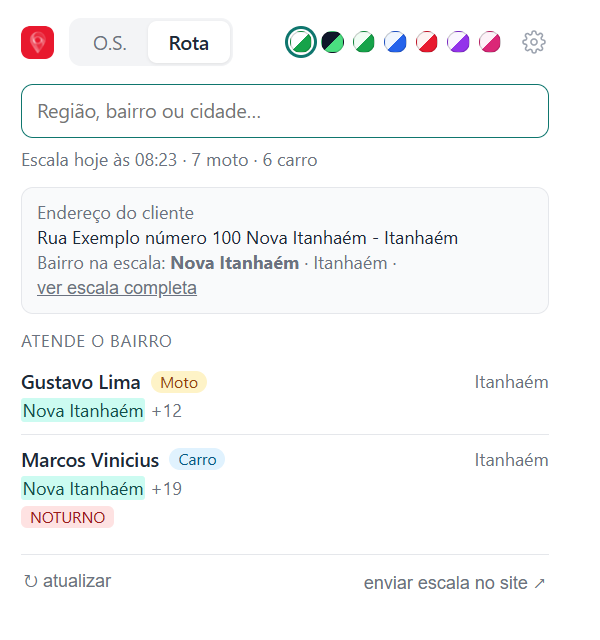 O.S. Rota
Região, bairro ou cidade...
Escala hoje às 08:23 · 7 moto · 6 carro
Endereço do cliente
Rua Exemplo número 100 Nova Itanhaém - Itanhaém
Bairro na escala: Nova Itanhaém · Itanhaém ·
ver escala completa
ATENDE O BAIRRO
Gustavo Lima Moto Itanhaém
Nova Itanhaém +12
Marcos Vinicius Carro Itanhaém
Nova Itanhaém +19
NOTURNO
↻ atualizar enviar escala no site ↗